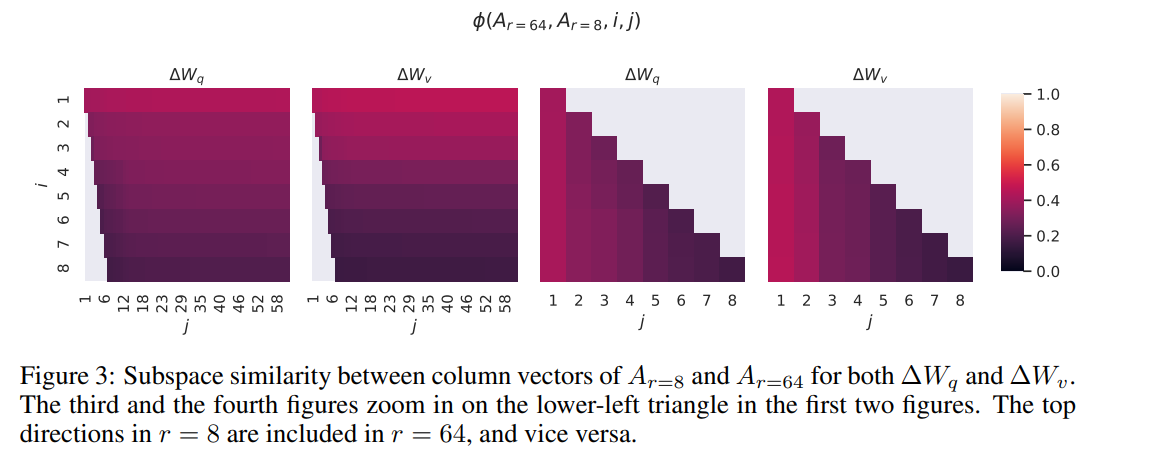 ϕ(A_{r=64}, A_{r=8}, i, j)
ΔW_q ΔW_v ΔW_q ΔW_v
i
1
2
3
4
5
6
7
8
1 6 12 18 23 29 35 40 46 52 58
j
1 6 12 18 23 29 35 40 46 52 58
j
1 2 3 4 5 6 7 8
j
1 2 3 4 5 6 7 8
j
1.0
0.8
0.6
0.4
0.2
0.0
Figure 3: Subspace similarity between column vectors of A_{r=8} and A_{r=64} for both ΔW_q and ΔW_v.
The third and the fourth figures zoom in on the lower-left triangle in the first two figures. The top
directions in r = 8 are included in r = 64, and vice versa.